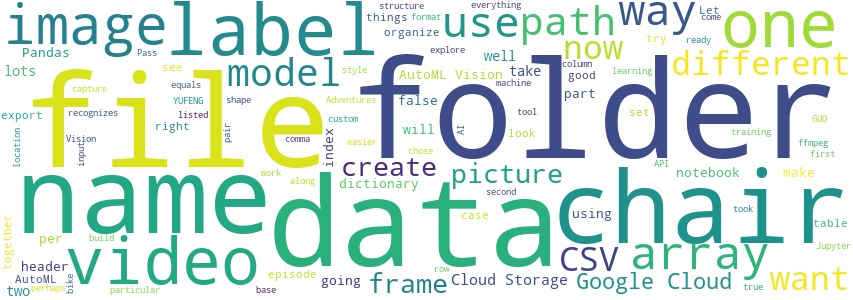 structure everything
image label use path way Let come one
Pandas Pass things format organize explore ready
lots see model well now try different
capture equals style AutoML Vision take column good machine learning
export YUFENG shape Adventures false part tool set GUO
file folder
recognizes listed custom will look training ffmpeg
location Vision input right pair comma index easier chose AI API first
name data chair
work create picture notebook make
along dictionary second case using took table
together per build video episode CSV array Jupyter
header going row
two AutoML bike base frame Cloud Storage Google Cloud true want
perhaps particular